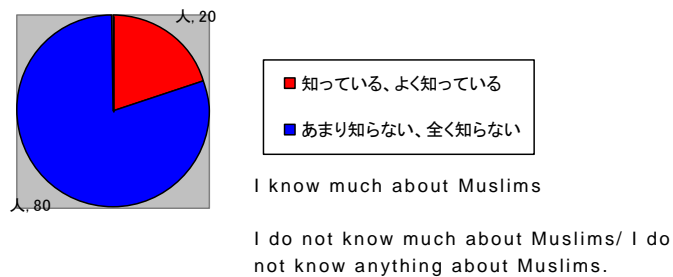 人, 20
知っている、よく知っている
あまり知らない、全く知らない
人, 80
I know much about Muslims
I do not know much about Muslims/ I do
not know anything about Muslims.